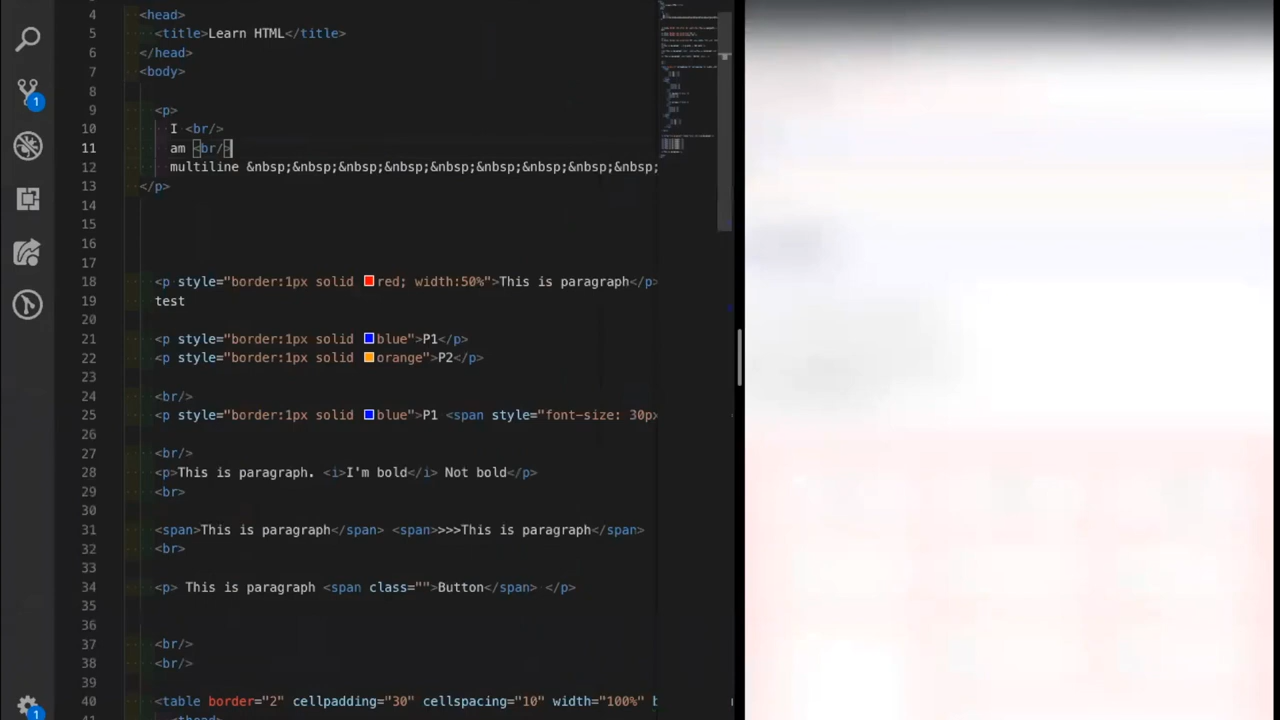 4 <head>
5 <title>Learn HTML</title>
6 </head>
7 <body>
8
9 <p>
10 I <br/>
11 am <br/>
12 multiline &nbsp;&nbsp;&nbsp;&nbsp;&nbsp;&nbsp;&nbsp;&nbsp;&nbsp;
13 </p>
14
15
16
17
18 <p style="border:1px solid red; width:50%">This is paragraph</p>
19 test
20
21 <p style="border:1px solid blue">P1</p>
22 <p style="border:1px solid orange">P2</p>
23
24 <br/>
25 <p style="border:1px solid blue">P1 <span style="font-size: 30px
26
27 <br/>
28 <p>This is paragraph. <i>I'm bold</i> Not bold</p>
29 <br>
30
31 <span>This is paragraph</span> <span>>>>This is paragraph</span>
32 <br>
33
34 <p> This is paragraph <span class="">Button</span> </p>
35
36
37 <br/>
38 <br/>
39
40 <table border="2" cellpadding="30" cellspacing="10" width="100%" b
<thead>
1
1